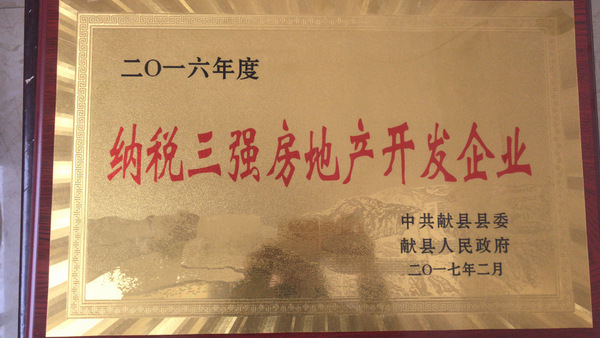 二〇一六年度
纳税三强房地产开发企业
中共献县县委
献县人民政府
二〇一七年二月